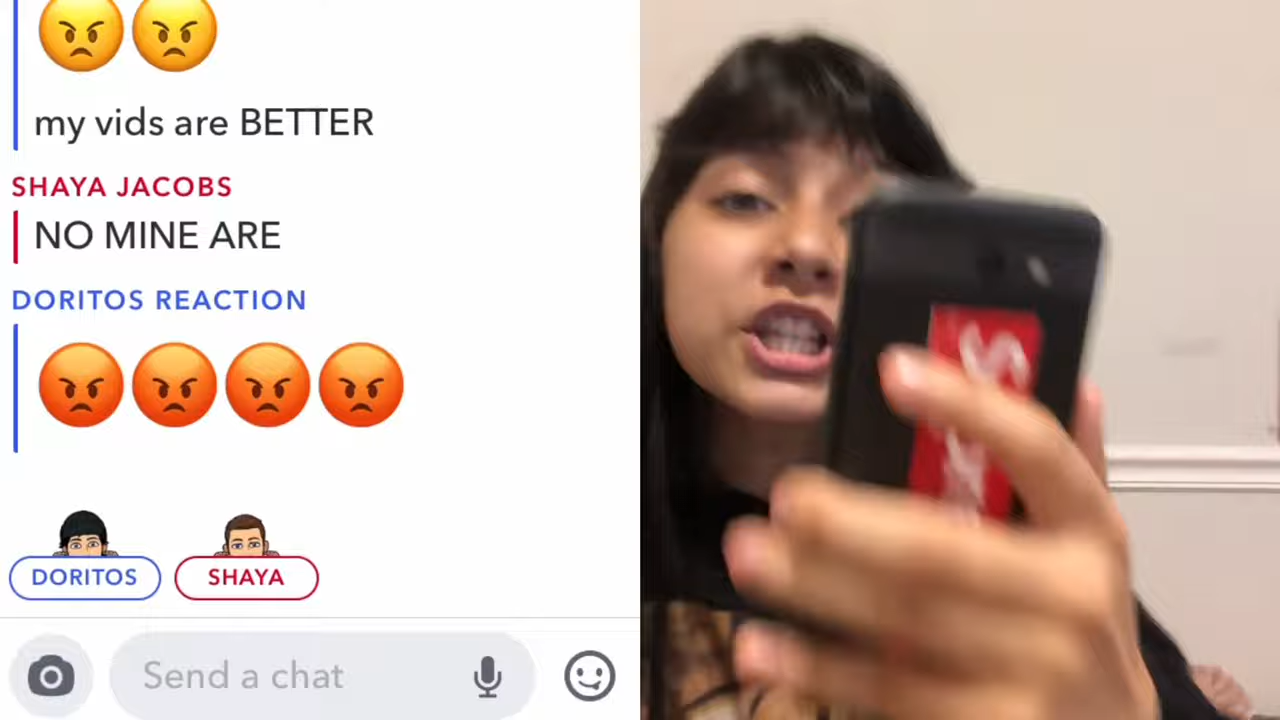 my vids are BETTER
SHAYA JACOBS
NO MINE ARE
DORITOS REACTION
DORITOS
SHAYA
Send a chat